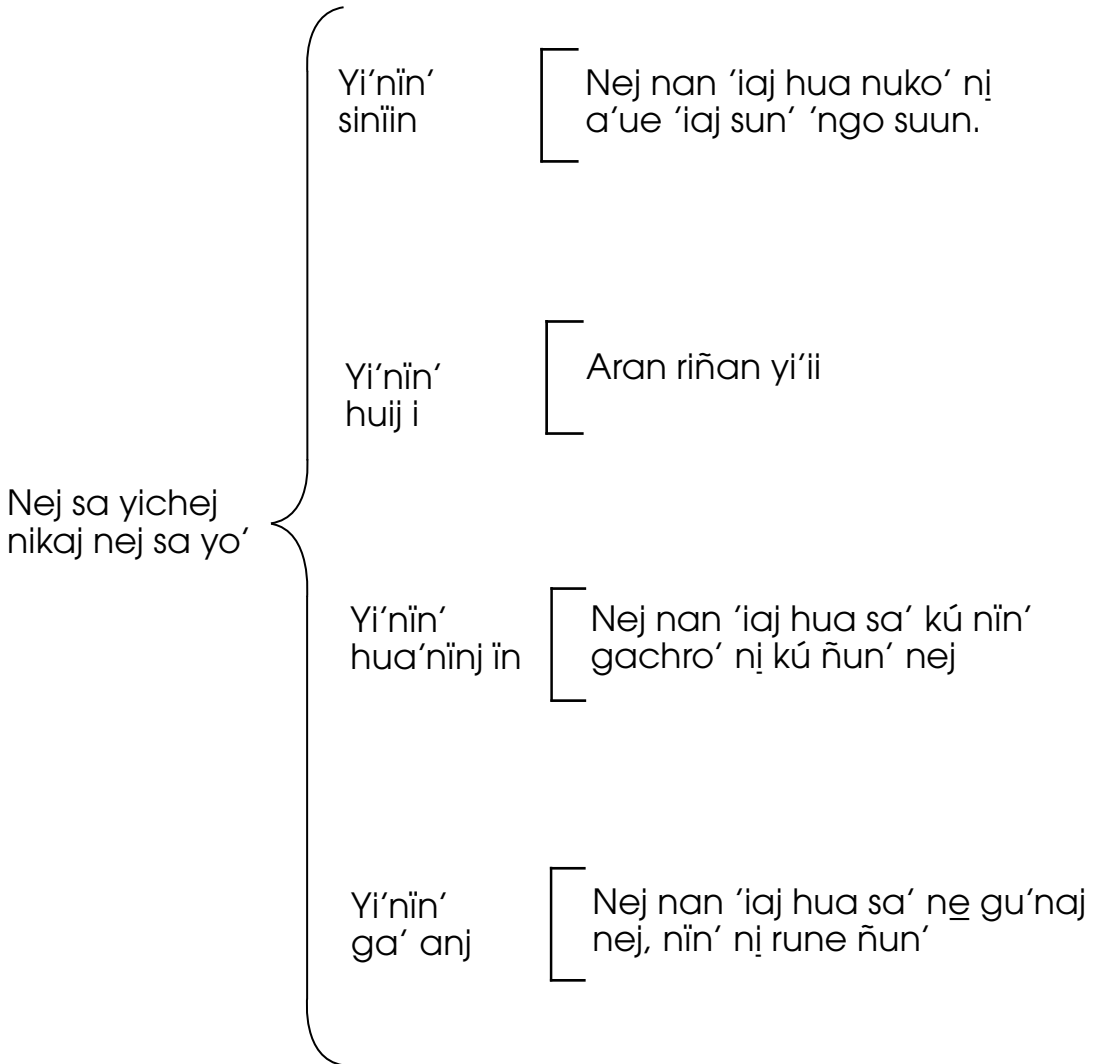 Nej sa yichej
nikaj nej sa yo’
Yi’nïn’
sinïin
Nej nan ’iaj hua nuko’ ni̱
a’ue ’iaj sun’ ’ngo suun.
Yi’nïn’
huij i
Aran riñan yi’ii
Yi’nïn’
hua’nïnj ïn
Nej nan ’iaj hua sa’ kú nïn’
gachro’ ni̱ kú ñun’ nej
Yi’nïn’
ga’ anj
Nej nan ’iaj hua sa’ ne̱ gu’naj
nej, nïn’ ni̱ rune ñun’